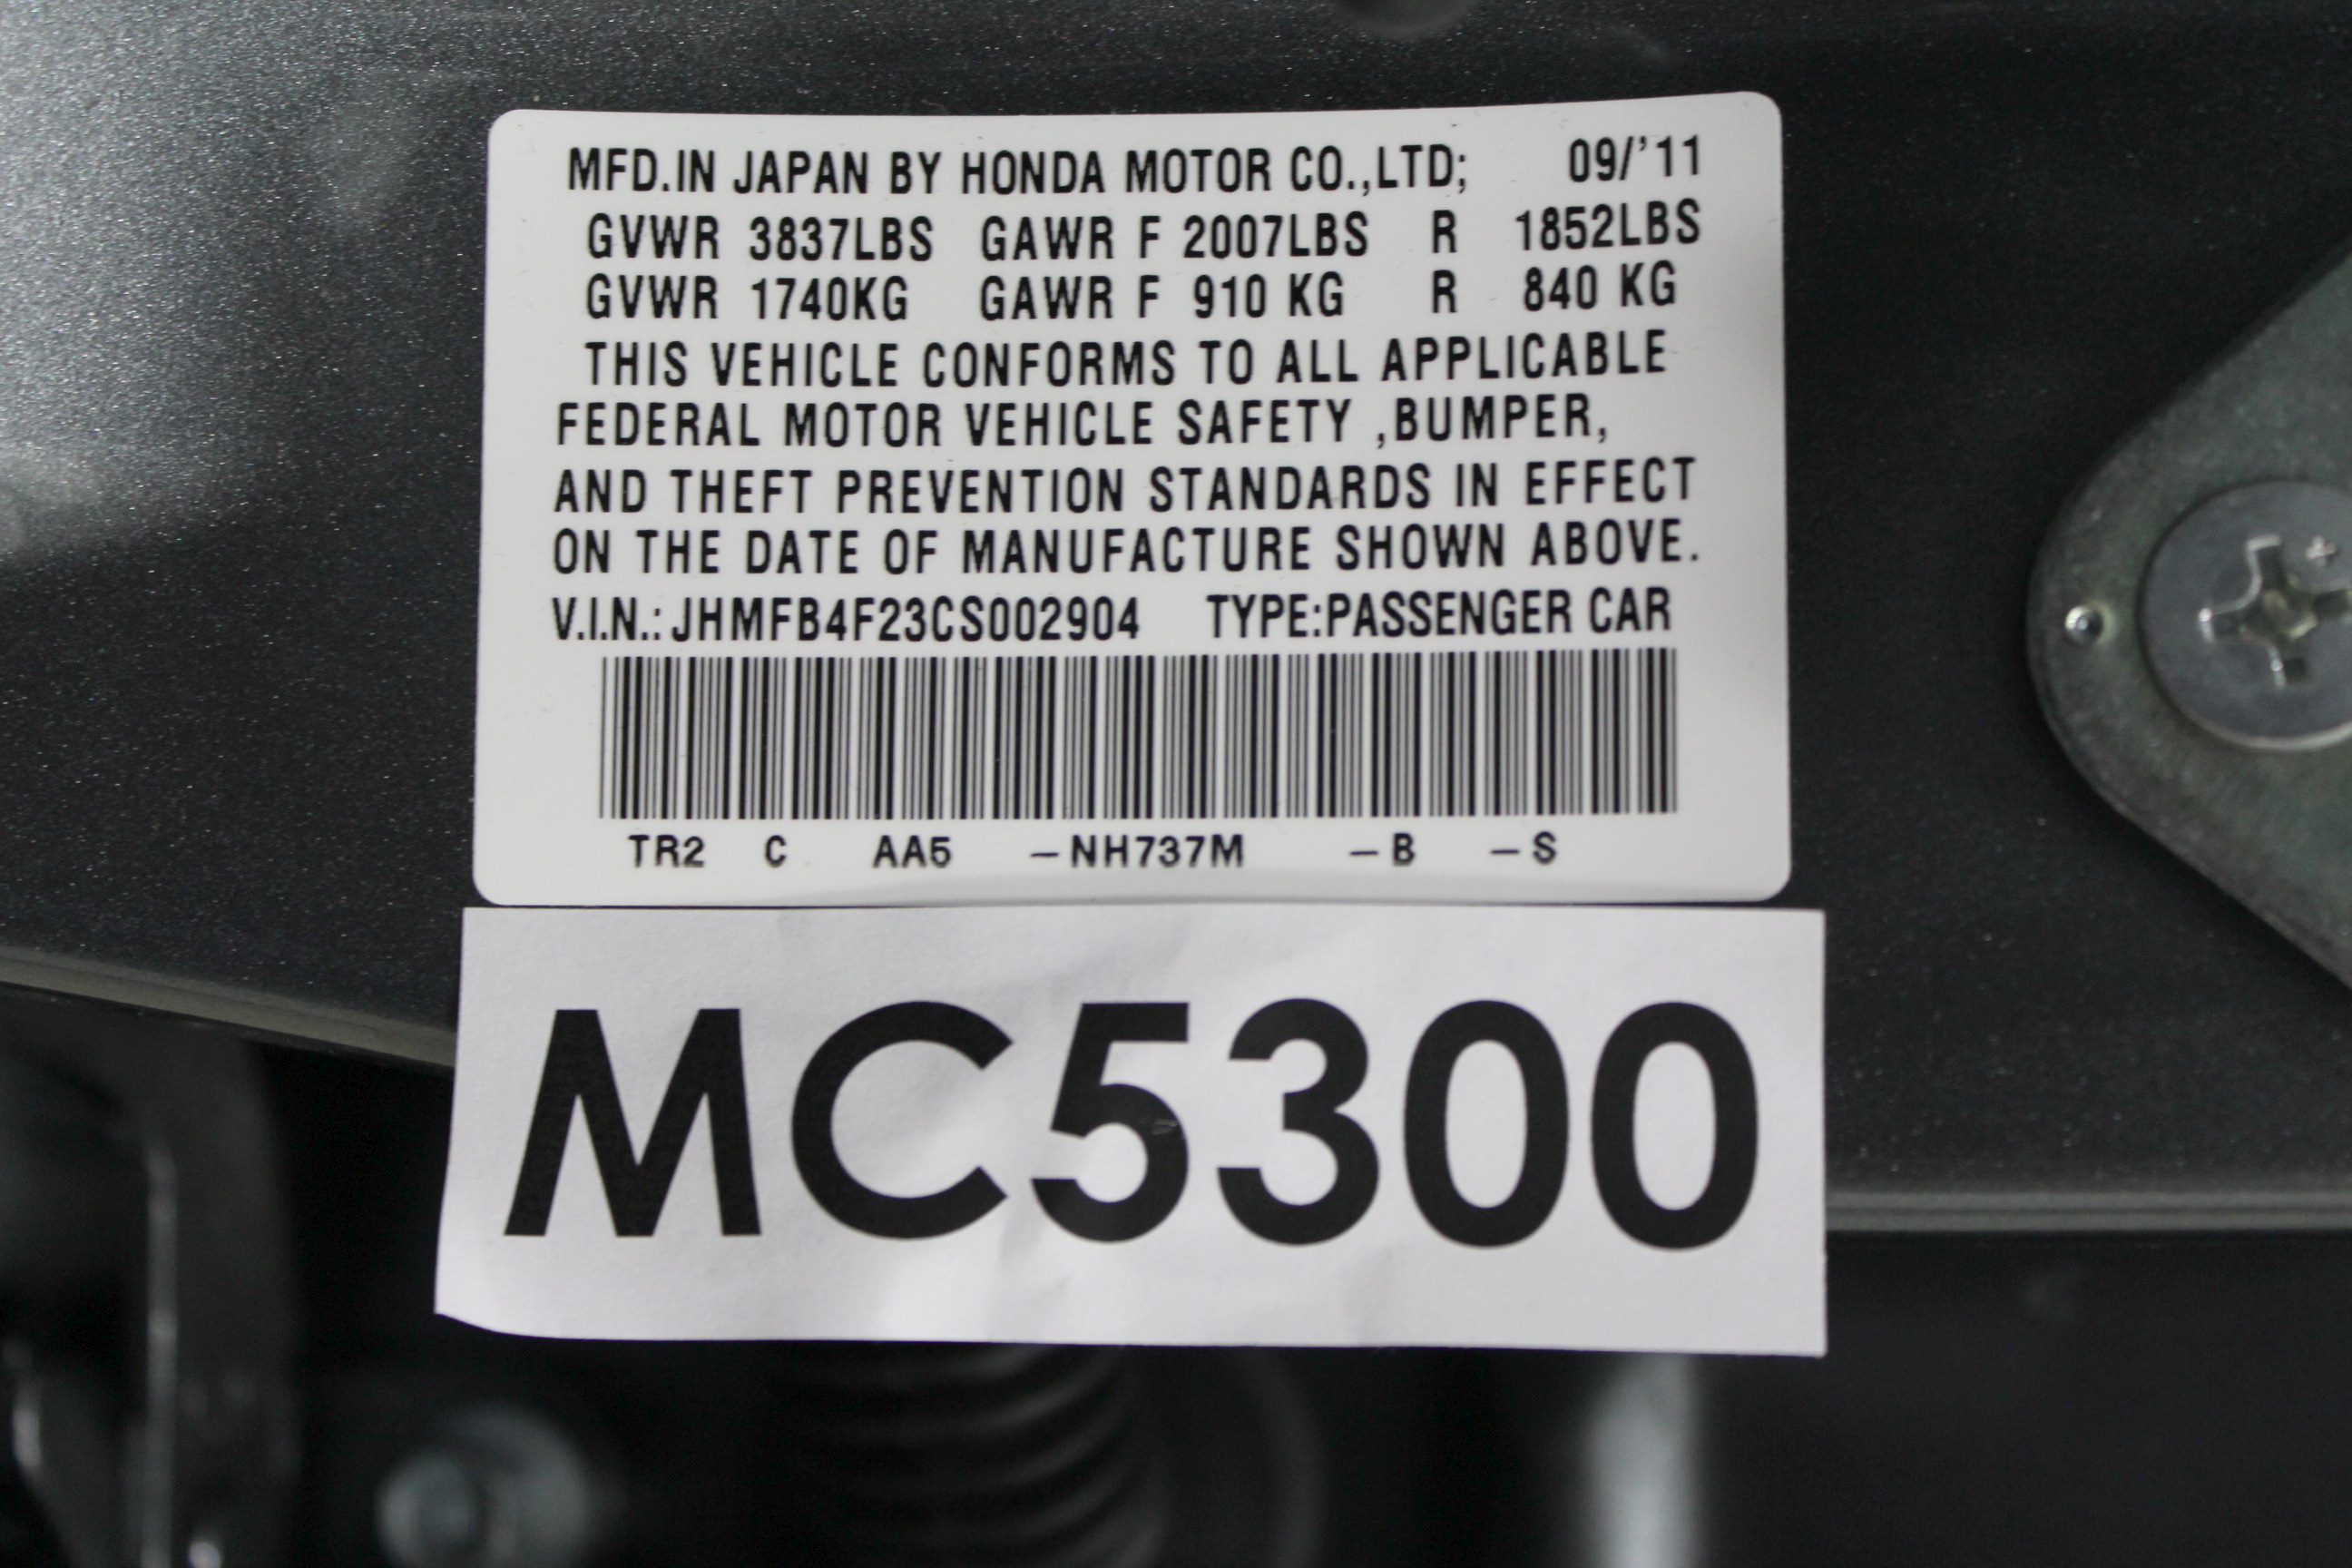 MFD.IN JAPAN BY HONDA MOTOR CO.,LTD; 09/'11
GVWR 3837LBS GAWR F 2007LBS R 1852LBS
GVWR 1740KG GAWR F 910 KG R 840 KG
THIS VEHICLE CONFORMS TO ALL APPLICABLE
FEDERAL MOTOR VEHICLE SAFETY ,BUMPER,
AND THEFT PREVENTION STANDARDS IN EFFECT
ON THE DATE OF MANUFACTURE SHOWN ABOVE.
V.I.N.: JHMFB4F23CS002904 TYPE:PASSENGER CAR
TR2 C AA5 –NH737M –B –S
MC5300